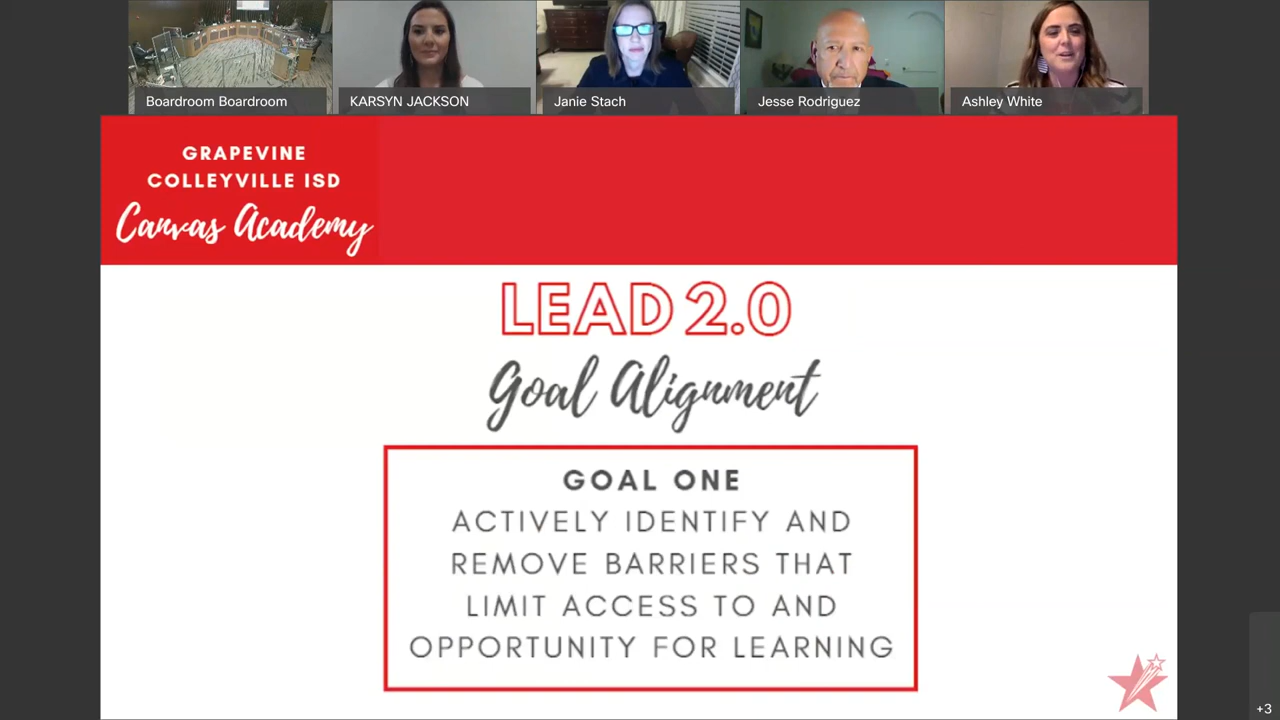 Boardroom Boardroom
KARSYN JACKSON
Janie Stach
Jesse Rodriguez
Ashley White
GRAPEVINE
COLLEYVILLE ISD
Canvas Academy
LEAD 2.0
Goal Alignment
GOAL ONE
ACTIVELY IDENTIFY AND
REMOVE BARRIERS THAT
LIMIT ACCESS TO AND
OPPORTUNITY FOR LEARNING
+3